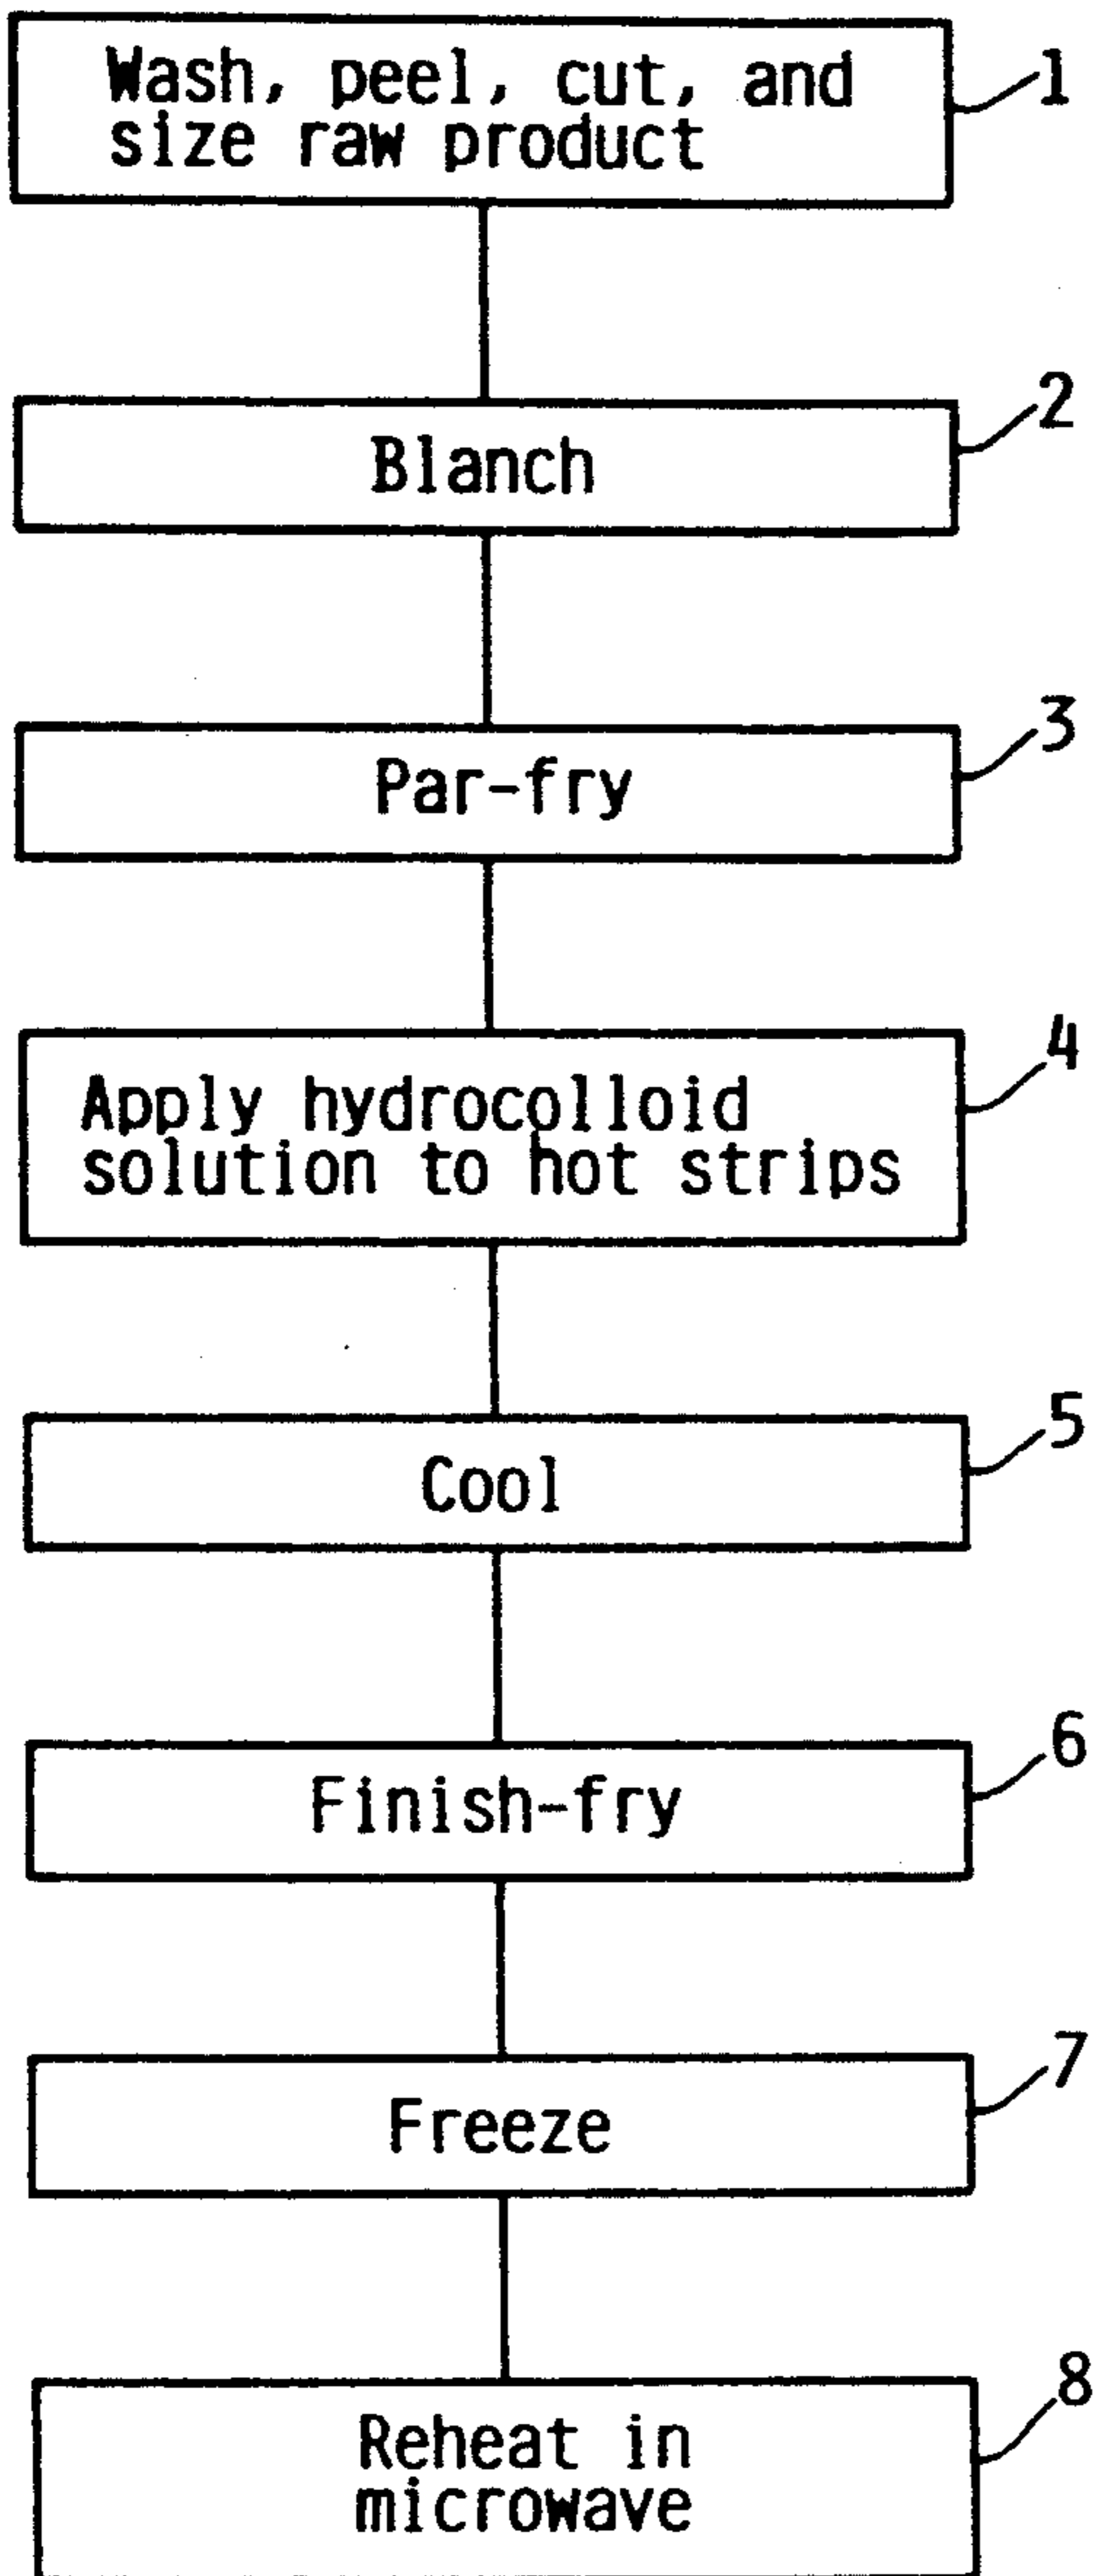 Wash, peel, cut, and
size raw product
1
Blanch
2
Par-fry
3
Apply hydrocolloid
solution to hot strips
4
Cool
5
Finish-fry
6
Freeze
7
Reheat in
microwave
8